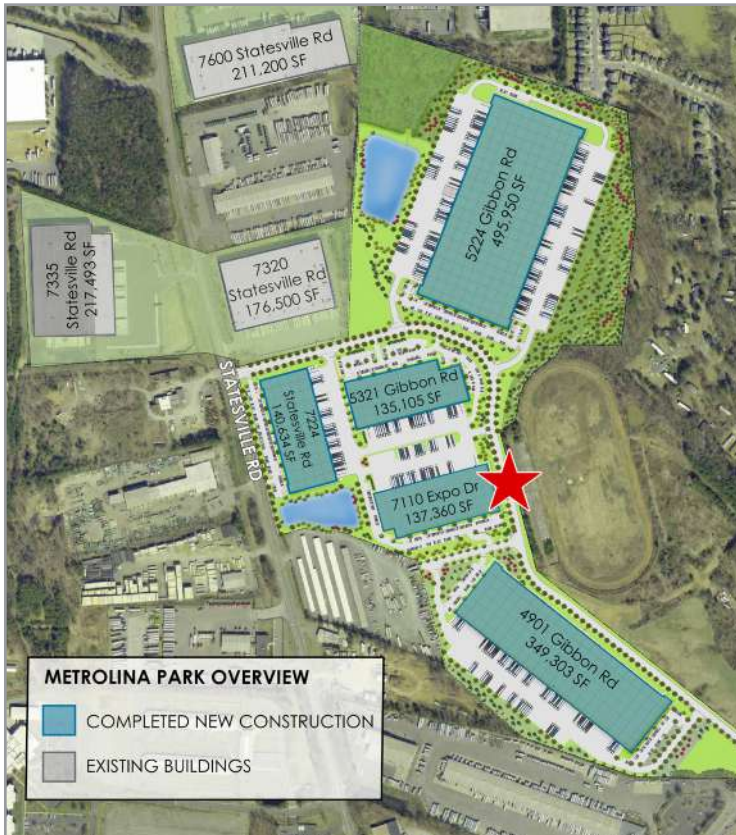 7600 Statesville Rd
211,200 SF
5224 Gibbon Rd
495,950 SF
7335
Statesville Rd
217,493 SF
7320
Statesville Rd
176,500 SF
STATESVILLE RD
7224
Statesville Rd
140,634 SF
5321 Gibbon Rd
135,105 SF
7110 Expo Dr
137,360 SF
4901 Gibbon Rd
349,303 SF
METROLINA PARK OVERVIEW
COMPLETED NEW CONSTRUCTION
EXISTING BUILDINGS